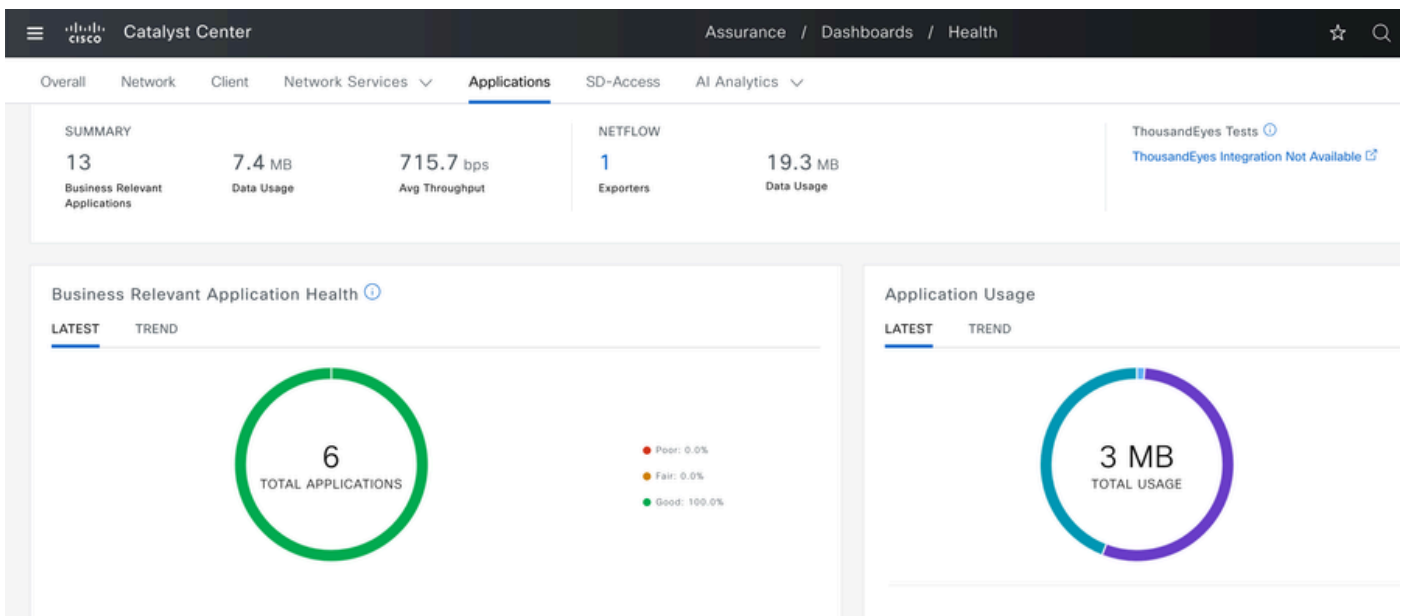 CISCO Catalyst Center
Assurance / Dashboards / Health
Overall Network Client Network Services Applications SD-Access AI Analytics
SUMMARY
13
Business Relevant
Applications
7.4 MB
Data Usage
715.7 bps
Avg Throughput
NETFLOW
1
Exporters
19.3 MB
Data Usage
ThousandEyes Tests
ThousandEyes Integration Not Available
Business Relevant Application Health
LATEST TREND
6
TOTAL APPLICATIONS
Poor: 0.0%
Fair: 0.0%
Good: 100.0%
Application Usage
LATEST TREND
3 MB
TOTAL USAGE